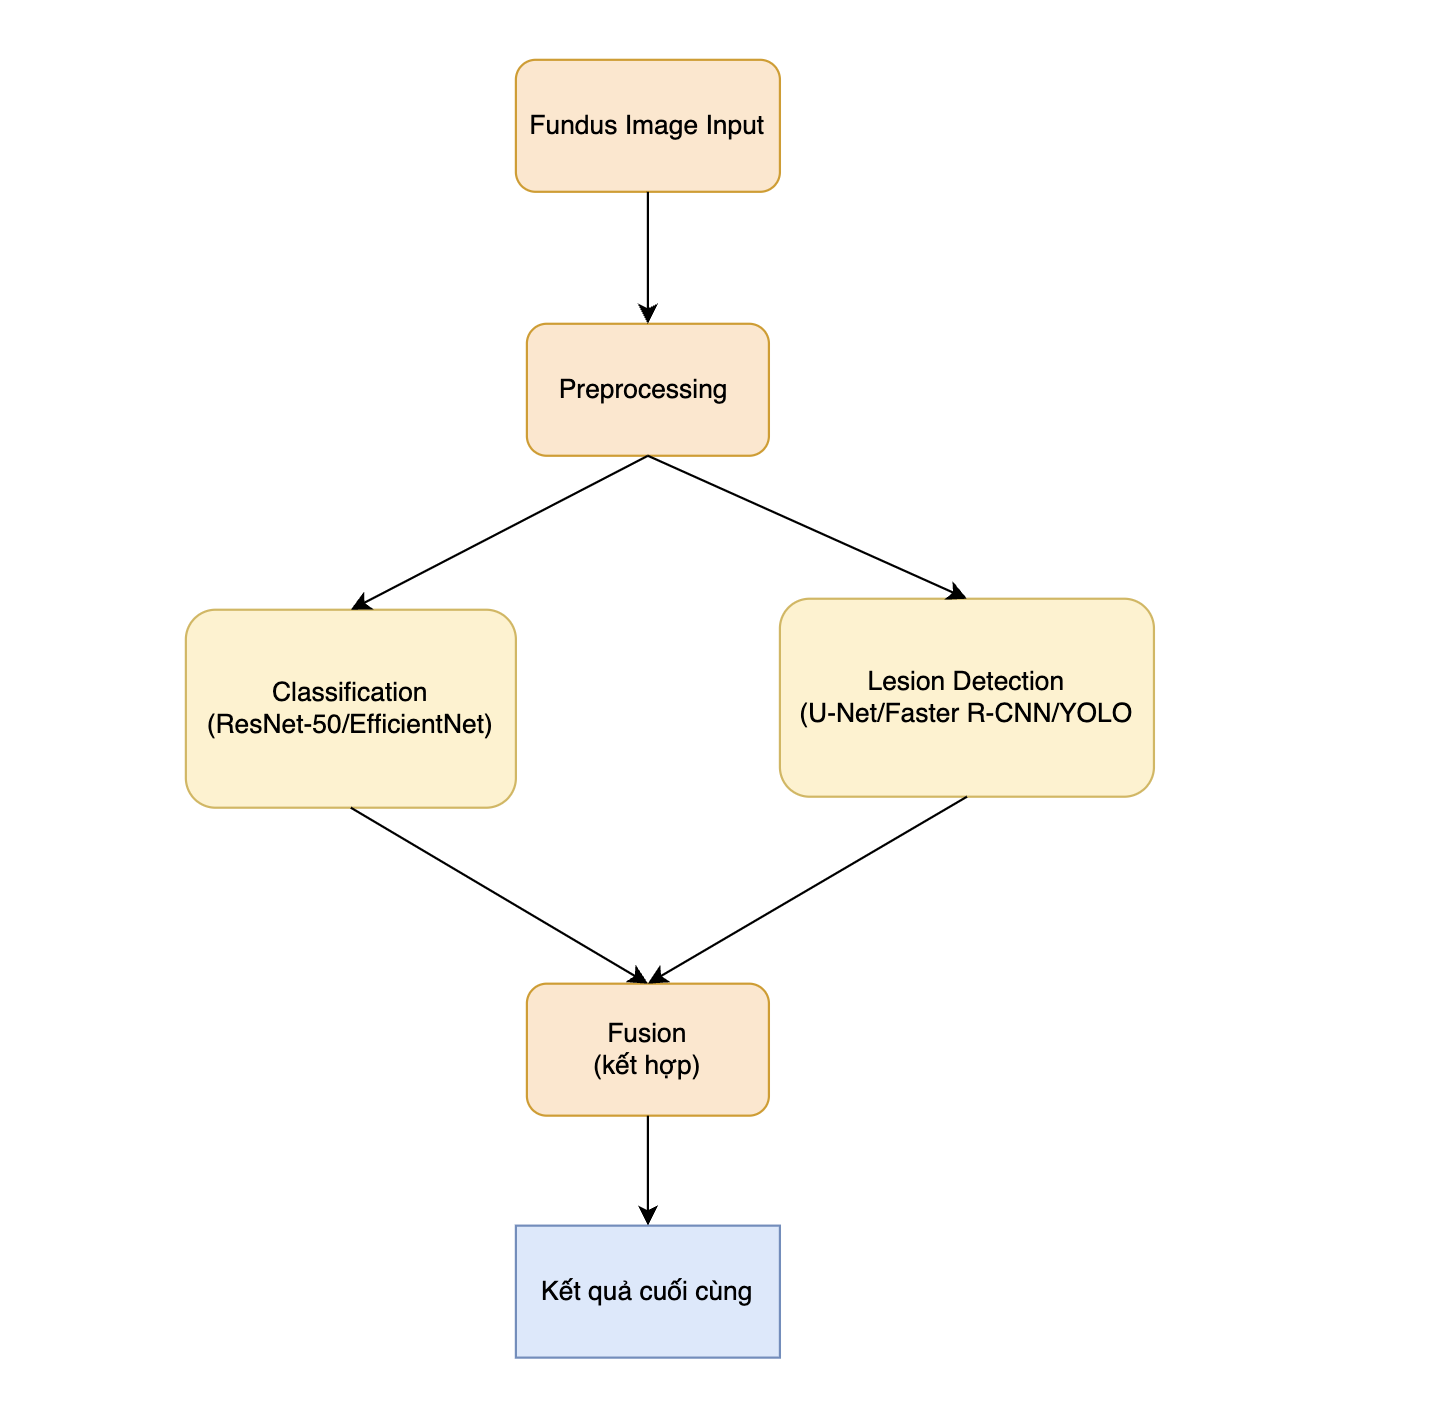 Fundus Image Input
Preprocessing
Classification
(ResNet-50/EfficientNet)
Lesion Detection
(U-Net/Faster R-CNN/YOLO
Fusion
(kết hợp)
Kết quả cuối cùng